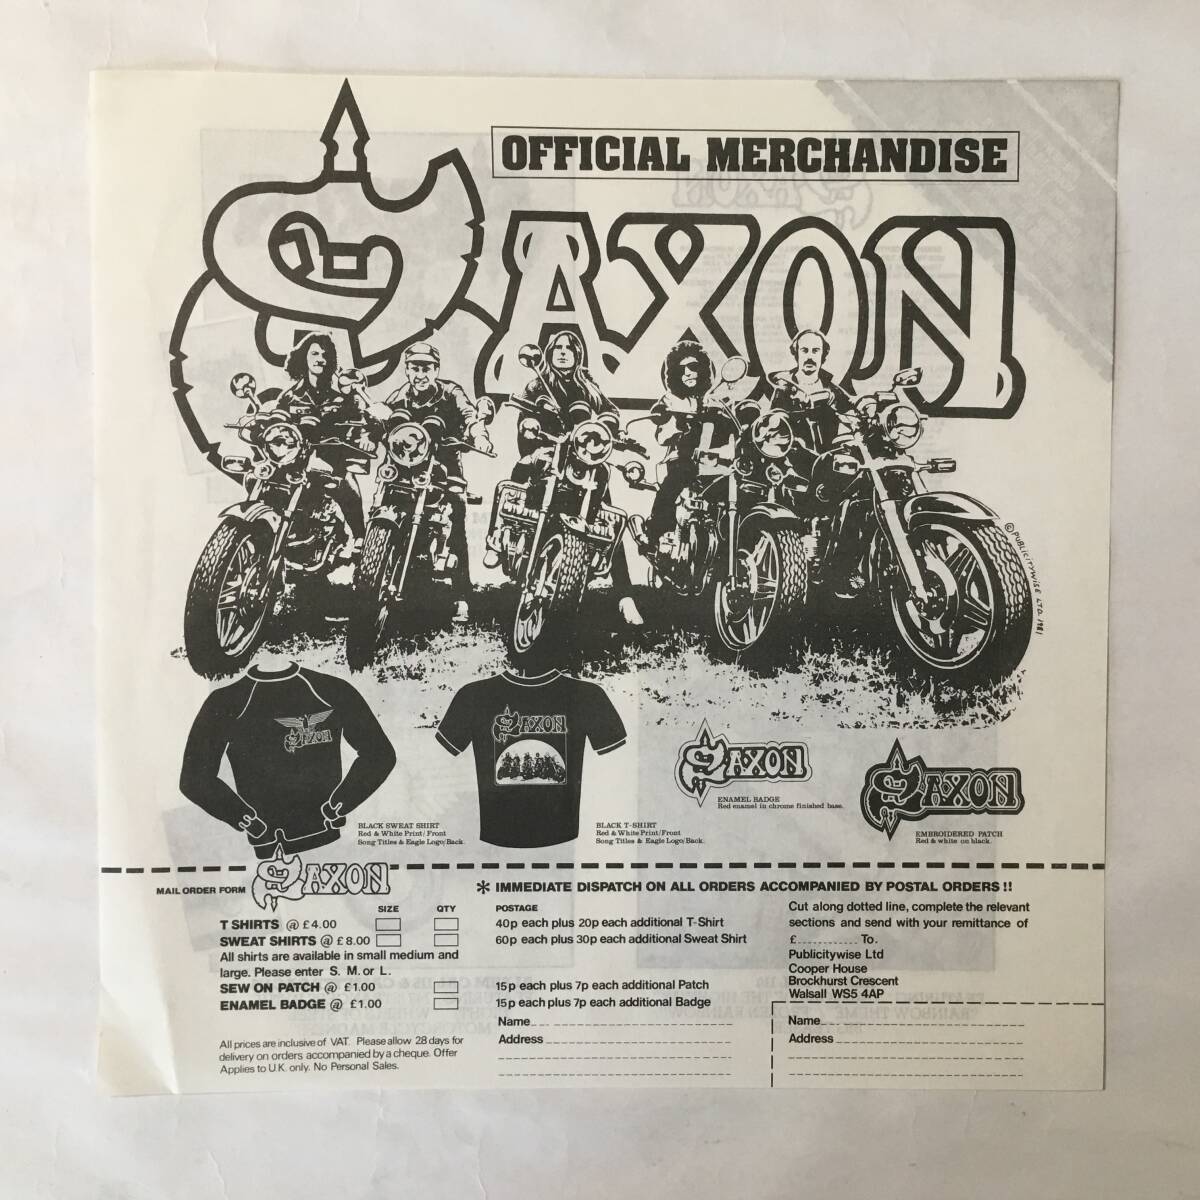 OFFICIAL MERCHANDISE
SAXON
© PUBLICITYWISE LTD. 1981
SAXON
SAXON
SAXON
SAXON
BLACK SWEAT SHIRT
Red & White Print/Front
Song Titles & Eagle Logo/Back.
BLACK T-SHIRT
Red & White Print/Front
Song Titles & Eagle Logo/Back.
ENAMEL BADGE
Red enamel in chrome finished base.
EMBROIDERED PATCH
Red & white on black.
MAIL ORDER FORM SAXON
SIZE QTY
T SHIRTS @ £4.00
SWEAT SHIRTS @ £8.00
All shirts are available in small medium and
large. Please enter S. M. or L.
SEW ON PATCH @ £1.00
ENAMEL BADGE @ £1.00
All prices are inclusive of VAT. Please allow 28 days for
delivery on orders accompanied by a cheque. Offer
Applies to U.K. only. No Personal Sales.
* IMMEDIATE DISPATCH ON ALL ORDERS ACCOMPANIED BY POSTAL ORDERS!!
POSTAGE
40p each plus 20p each additional T-Shirt
60p each plus 30p each additional Sweat Shirt
15p each plus 7p each additional Patch
15p each plus 7p each additional Badge
Name
Address
Cut along dotted line, complete the relevant
sections and send with your remittance of
£............ To.
Publicitywise Ltd
Cooper House
Brockhurst Crescent
Walsall WS5 4AP
Name
Address